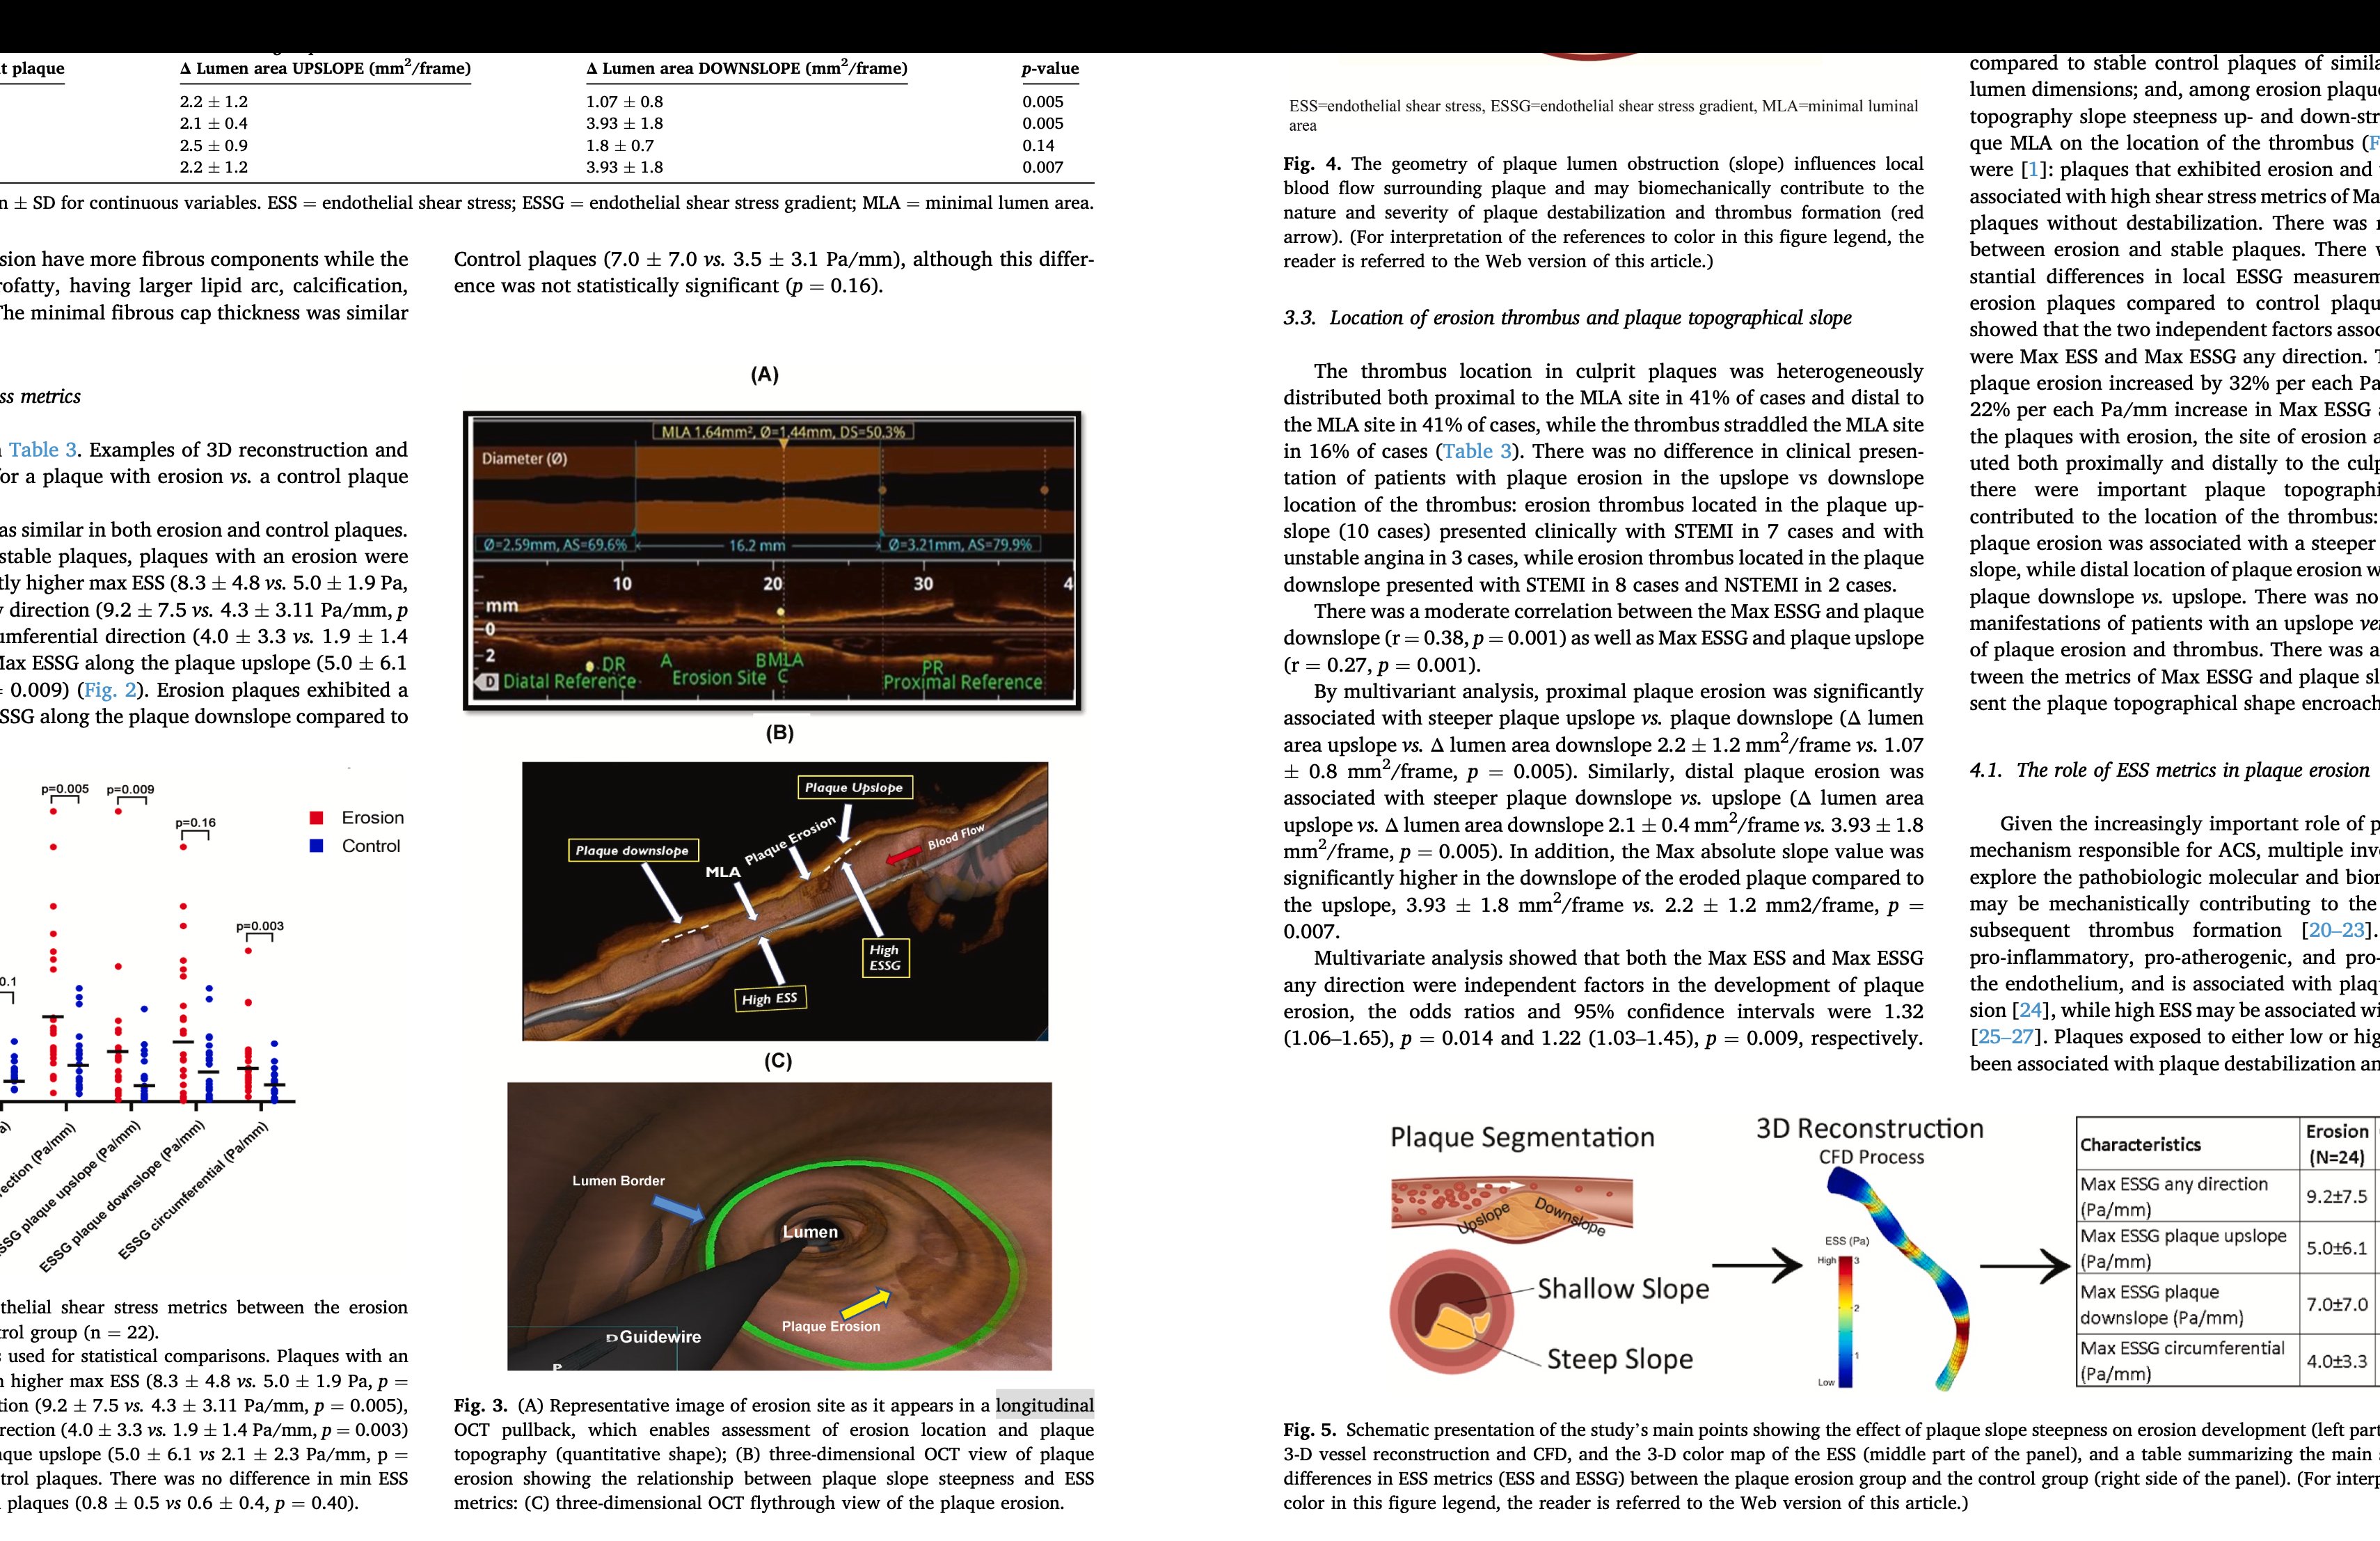 t plaque
Δ Lumen area UPSLOPE (mm²/frame)
Δ Lumen area DOWNSLOPE (mm²/frame)
p-value
2.2 ± 1.2
1.07 ± 0.8
0.005
2.1 ± 0.4
3.93 ± 1.8
0.005
2.5 ± 0.9
1.8 ± 0.7
0.14
2.2 ± 1.2
3.93 ± 1.8
0.007
n ± SD for continuous variables. ESS = endothelial shear stress; ESSG = endothelial shear stress gradient; MLA = minimal lumen area.
sion have more fibrous components while the
rofatty, having larger lipid arc, calcification,
The minimal fibrous cap thickness was similar
ss metrics
n Table 3. Examples of 3D reconstruction and
for a plaque with erosion vs. a control plaque
as similar in both erosion and control plaques.
stable plaques, plaques with an erosion were
tly higher max ESS (8.3 ± 4.8 vs. 5.0 ± 1.9 Pa,
y direction (9.2 ± 7.5 vs. 4.3 ± 3.11 Pa/mm, p
umferential direction (4.0 ± 3.3 vs. 1.9 ± 1.4
Max ESSG along the plaque upslope (5.0 ± 6.1
= 0.009) (Fig. 2). Erosion plaques exhibited a
SSG along the plaque downslope compared to
p=0.005
p=0.009
p=0.16
p=0.003
0.1
Erosion
Control
a)
rection (Pa/mm)
SSG plaque upslope (Pa/mm)
ESSG plaque downslope (Pa/mm)
ESSG circumferential (Pa/mm)
thelial shear stress metrics between the erosion
trol group (n = 22).
s used for statistical comparisons. Plaques with an
n higher max ESS (8.3 ± 4.8 vs. 5.0 ± 1.9 Pa, p =
tion (9.2 ± 7.5 vs. 4.3 ± 3.11 Pa/mm, p = 0.005),
rection (4.0 ± 3.3 vs. 1.9 ± 1.4 Pa/mm, p = 0.003)
aque upslope (5.0 ± 6.1 vs 2.1 ± 2.3 Pa/mm, p =
trol plaques. There was no difference in min ESS
plaques (0.8 ± 0.5 vs 0.6 ± 0.4, p = 0.40).
Control plaques (7.0 ± 7.0 vs. 3.5 ± 3.1 Pa/mm), although this differ-
ence was not statistically significant (p = 0.16).
(A)
MLA 1.64mm², Ø=1.44mm, DS=50.3%
Diameter (Ø)
Ø=2.59mm, AS=69.6%
16.2 mm
Ø=3.21mm, AS=79.9%
10
20
30
4
mm
0
2
DR
A
BMLA
PR
D
Diatal Reference
Erosion Site
C
Proximal Reference
(B)
Plaque Upslope
Plaque Erosion
Blood Flow
Plaque downslope
MLA
High
ESSG
High ESS
(C)
Lumen Border
Lumen
Plaque Erosion
D
Guidewire
P
Fig. 3. (A) Representative image of erosion site as it appears in a longitudinal
OCT pullback, which enables assessment of erosion location and plaque
topography (quantitative shape); (B) three-dimensional OCT view of plaque
erosion showing the relationship between plaque slope steepness and ESS
metrics: (C) three-dimensional OCT flythrough view of the plaque erosion.
ESS=endothelial shear stress, ESSG=endothelial shear stress gradient, MLA=minimal luminal
area
Fig. 4. The geometry of plaque lumen obstruction (slope) influences local
blood flow surrounding plaque and may biomechanically contribute to the
nature and severity of plaque destabilization and thrombus formation (red
arrow). (For interpretation of the references to color in this figure legend, the
reader is referred to the Web version of this article.)
3.3. Location of erosion thrombus and plaque topographical slope
The thrombus location in culprit plaques was heterogeneously
distributed both proximal to the MLA site in 41% of cases and distal to
the MLA site in 41% of cases, while the thrombus straddled the MLA site
in 16% of cases (Table 3). There was no difference in clinical presen-
tation of patients with plaque erosion in the upslope vs downslope
location of the thrombus: erosion thrombus located in the plaque up-
slope (10 cases) presented clinically with STEMI in 7 cases and with
unstable angina in 3 cases, while erosion thrombus located in the plaque
downslope presented with STEMI in 8 cases and NSTEMI in 2 cases.
There was a moderate correlation between the Max ESSG and plaque
downslope (r = 0.38, p = 0.001) as well as Max ESSG and plaque upslope
(r = 0.27, p = 0.001).
By multivariant analysis, proximal plaque erosion was significantly
associated with steeper plaque upslope vs. plaque downslope (Δ lumen
area upslope vs. Δ lumen area downslope 2.2 ± 1.2 mm²/frame vs. 1.07
± 0.8 mm²/frame, p = 0.005). Similarly, distal plaque erosion was
associated with steeper plaque downslope vs. upslope (Δ lumen area
upslope vs. Δ lumen area downslope 2.1 ± 0.4 mm²/frame vs. 3.93 ± 1.8
mm²/frame, p = 0.005). In addition, the Max absolute slope value was
significantly higher in the downslope of the eroded plaque compared to
the upslope, 3.93 ± 1.8 mm²/frame vs. 2.2 ± 1.2 mm2/frame, p =
0.007.
Multivariate analysis showed that both the Max ESS and Max ESSG
any direction were independent factors in the development of plaque
erosion, the odds ratios and 95% confidence intervals were 1.32
(1.06–1.65), p = 0.014 and 1.22 (1.03–1.45), p = 0.009, respectively.
compared to stable control plaques of simila
lumen dimensions; and, among erosion plaque
topography slope steepness up- and down-str
que MLA on the location of the thrombus (F
were [1]: plaques that exhibited erosion and
associated with high shear stress metrics of Ma
plaques without destabilization. There was n
between erosion and stable plaques. There w
stantial differences in local ESSG measurem
erosion plaques compared to control plaqu
showed that the two independent factors assoc
were Max ESS and Max ESSG any direction. T
plaque erosion increased by 32% per each Pa
22% per each Pa/mm increase in Max ESSG a
the plaques with erosion, the site of erosion a
uted both proximally and distally to the culp
there were important plaque topographi
contributed to the location of the thrombus:
plaque erosion was associated with a steeper
slope, while distal location of plaque erosion w
plaque downslope vs. upslope. There was no
manifestations of patients with an upslope ver
of plaque erosion and thrombus. There was a
tween the metrics of Max ESSG and plaque sl
sent the plaque topographical shape encroach
4.1. The role of ESS metrics in plaque erosion
Given the increasingly important role of p
mechanism responsible for ACS, multiple inve
explore the pathobiologic molecular and bion
may be mechanistically contributing to the
subsequent thrombus formation [20–23].
pro-inflammatory, pro-atherogenic, and pro-
the endothelium, and is associated with plaqu
sion [24], while high ESS may be associated wi
[25–27]. Plaques exposed to either low or hig
been associated with plaque destabilization an
Plaque Segmentation
Upslope
Downslope
Shallow Slope
Steep Slope
3D Reconstruction
CFD Process
ESS (Pa)
High
3
2
1
Low
Characteristics
Erosion
(N=24)
Max ESSG any direction
(Pa/mm)
9.2±7.5
Max ESSG plaque upslope
(Pa/mm)
5.0±6.1
Max ESSG plaque
downslope (Pa/mm)
7.0±7.0
Max ESSG circumferential
(Pa/mm)
4.0±3.3
Fig. 5. Schematic presentation of the study's main points showing the effect of plaque slope steepness on erosion development (left part
3-D vessel reconstruction and CFD, and the 3-D color map of the ESS (middle part of the panel), and a table summarizing the main
differences in ESS metrics (ESS and ESSG) between the plaque erosion group and the control group (right side of the panel). (For interp
color in this figure legend, the reader is referred to the Web version of this article.)